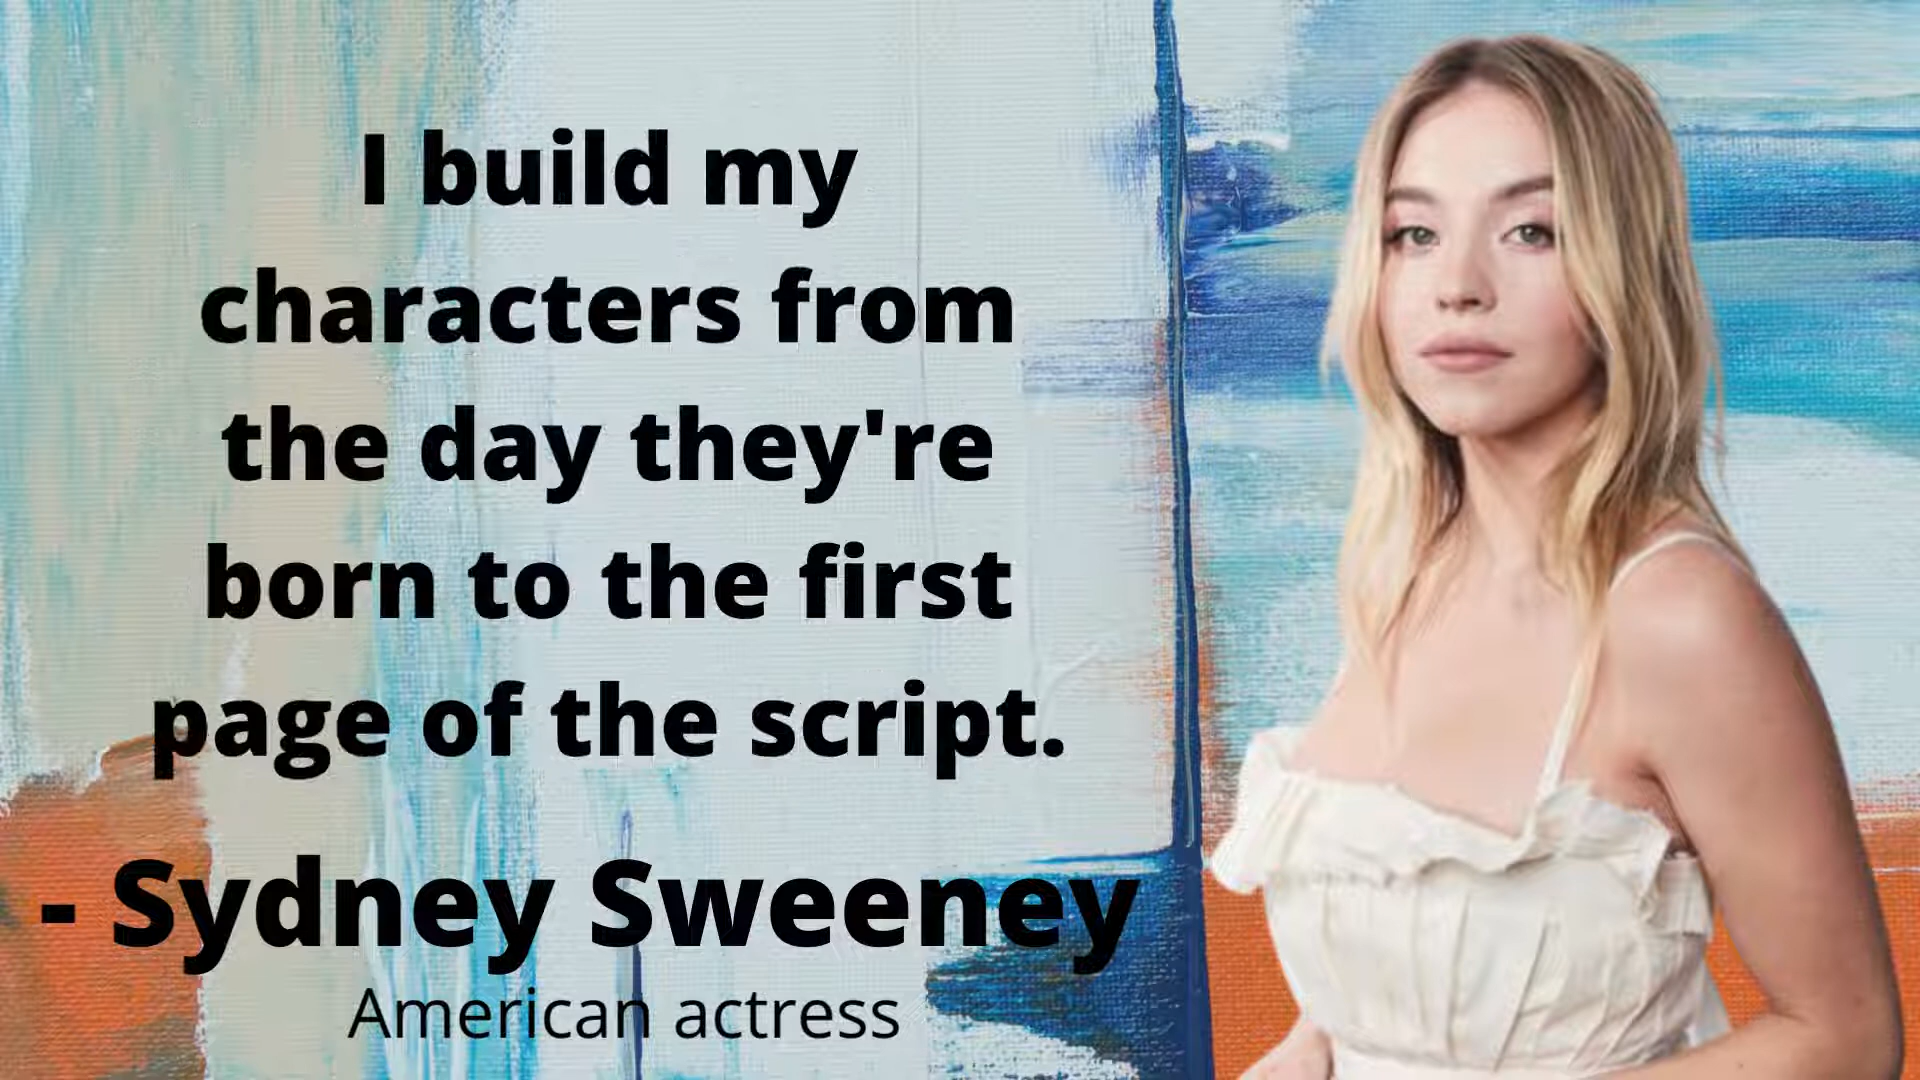 I build my
characters from
the day they're
born to the first
page of the script.
- Sydney Sweeney
American actress